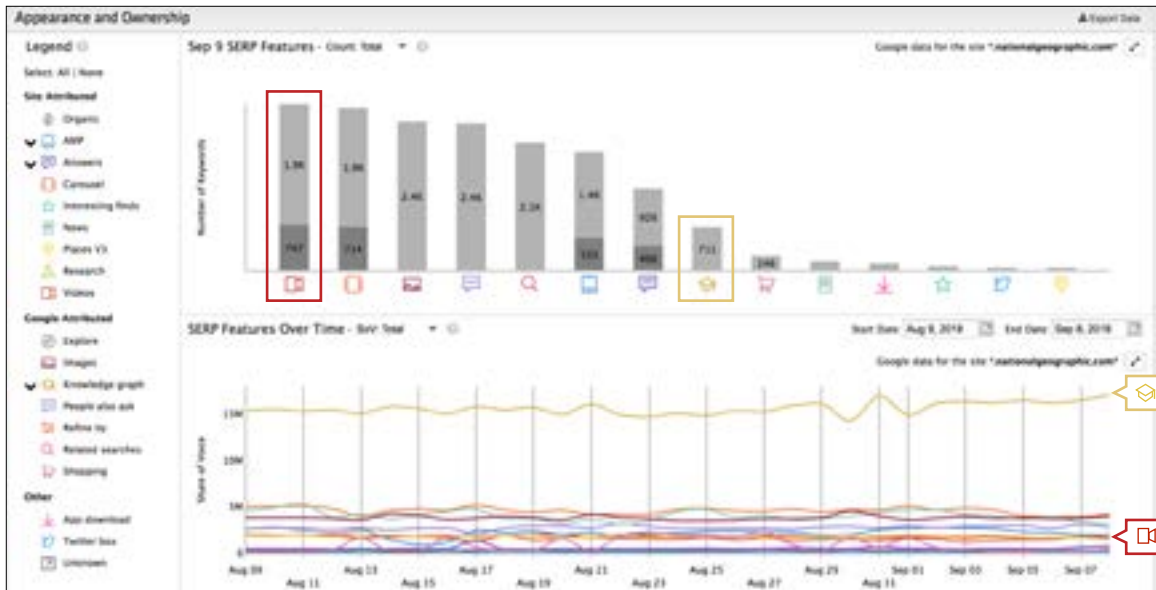 Appearance and Ownership
Export Data
Legend
Select: All | None
Site Attributed
Organic
AMP
Answers
Carousel
Interesting finds
News
Places V3
Research
Videos
Google Attributed
Explore
Images
Knowledge graph
People also ask
Refine by
Related searches
Shopping
Other
App download
Twitter box
Unknown
Sep 9 SERP Features - Count: Total
Google data for the site "*.nationalgeographic.com"
Number of Keywords
714
711
SERP Features Over Time - SoV: Total
Start Date: Aug 9, 2018 End Date: Sep 8, 2018
Google data for the site "*.nationalgeographic.com"
Share of Voice
15M
10M
5M
0
Aug 09 Aug 13 Aug 17 Aug 21 Aug 25 Aug 29 Sep 01 Sep 03 Sep 05 Sep 07
Aug 11 Aug 15 Aug 19 Aug 23 Aug 27 Aug 11